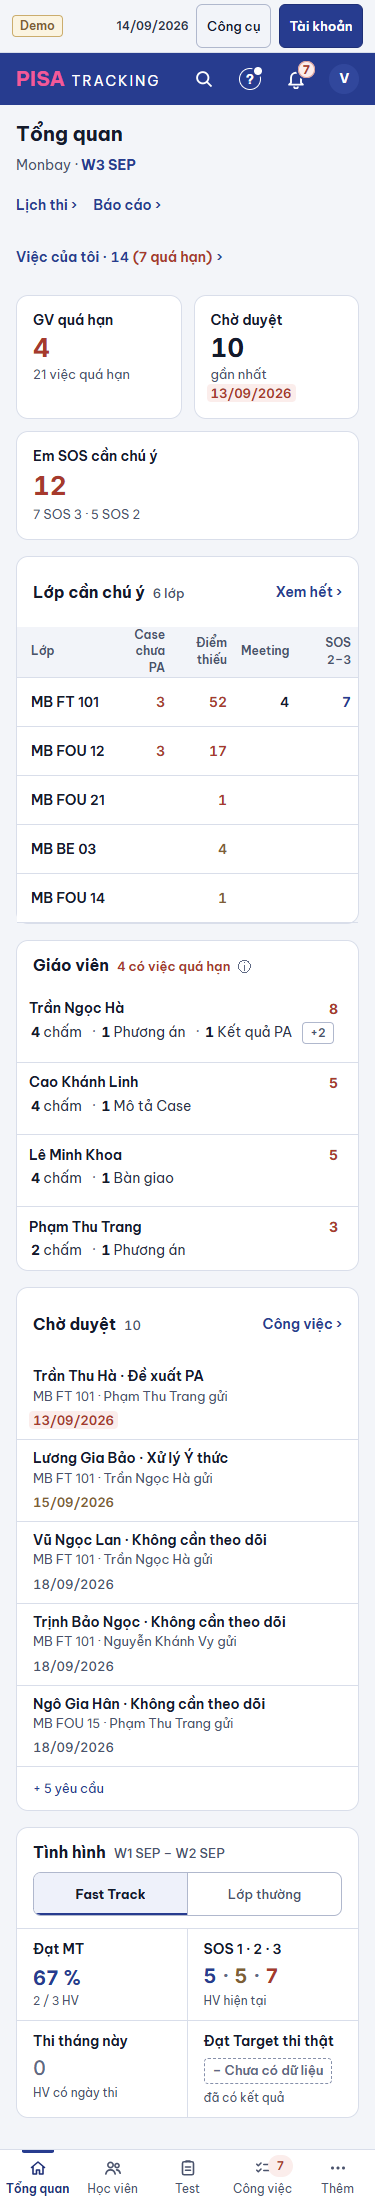 Demo 14/09/2026 Công cụ Tài khoản
PISA TRACKING ? 7 V
Tổng quan
Monbay · W3 SEP
Lịch thi › Báo cáo ›
Việc của tôi · 14 (7 quá hạn) ›
GV quá hạn
4
21 việc quá hạn
Chờ duyệt
10
gần nhất
13/09/2026
Em SOS cần chú ý
12
7 SOS 3 · 5 SOS 2
Lớp cần chú ý 6 lớp Xem hết ›
Lớp Case chưa PA Điểm thiếu Meeting SOS 2–3
MB FT 101 3 52 4 7
MB FOU 12 3 17
MB FOU 21 1
MB BE 03 4
MB FOU 14 1
Giáo viên 4 có việc quá hạn
Trần Ngọc Hà 8
4 chấm · 1 Phương án · 1 Kết quả PA +2
Cao Khánh Linh 5
4 chấm · 1 Mô tả Case
Lê Minh Khoa 5
4 chấm · 1 Bàn giao
Phạm Thu Trang 3
2 chấm · 1 Phương án
Chờ duyệt 10 Công việc ›
Trần Thu Hà · Đề xuất PA
MB FT 101 · Phạm Thu Trang gửi
13/09/2026
Lương Gia Bảo · Xử lý Ý thức
MB FT 101 · Trần Ngọc Hà gửi
15/09/2026
Vũ Ngọc Lan · Không cần theo dõi
MB FT 101 · Trần Ngọc Hà gửi
18/09/2026
Trịnh Bảo Ngọc · Không cần theo dõi
MB FT 101 · Nguyễn Khánh Vy gửi
18/09/2026
Ngô Gia Hân · Không cần theo dõi
MB FOU 15 · Phạm Thu Trang gửi
18/09/2026
+ 5 yêu cầu
Tình hình W1 SEP – W2 SEP
Fast Track Lớp thường
Đạt MT
67 %
2 / 3 HV
SOS 1 · 2 · 3
5 · 5 · 7
HV hiện tại
Thi tháng này
0
HV có ngày thi
Đạt Target thi thật
– Chưa có dữ liệu
đã có kết quả
7
Tổng quan Học viên Test Công việc Thêm